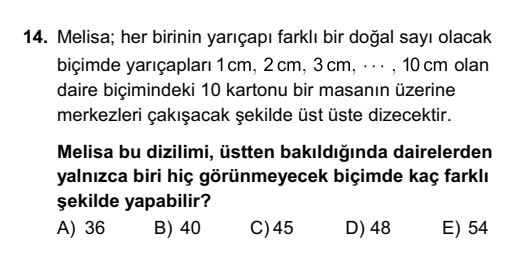 14. Melisa; her birinin yarıçapı farklı bir doğal sayı olacak
biçimde yarıçapları 1 cm, 2 cm, 3 cm, ··· , 10 cm olan
daire biçimindeki 10 kartonu bir masanın üzerine
merkezleri çakışacak şekilde üst üste dizecektir.
Melisa bu dizilimi, üstten bakıldığında dairelerden
yalnızca biri hiç görünmeyecek biçimde kaç farklı
şekilde yapabilir?
A) 36 B) 40 C) 45 D) 48 E) 54